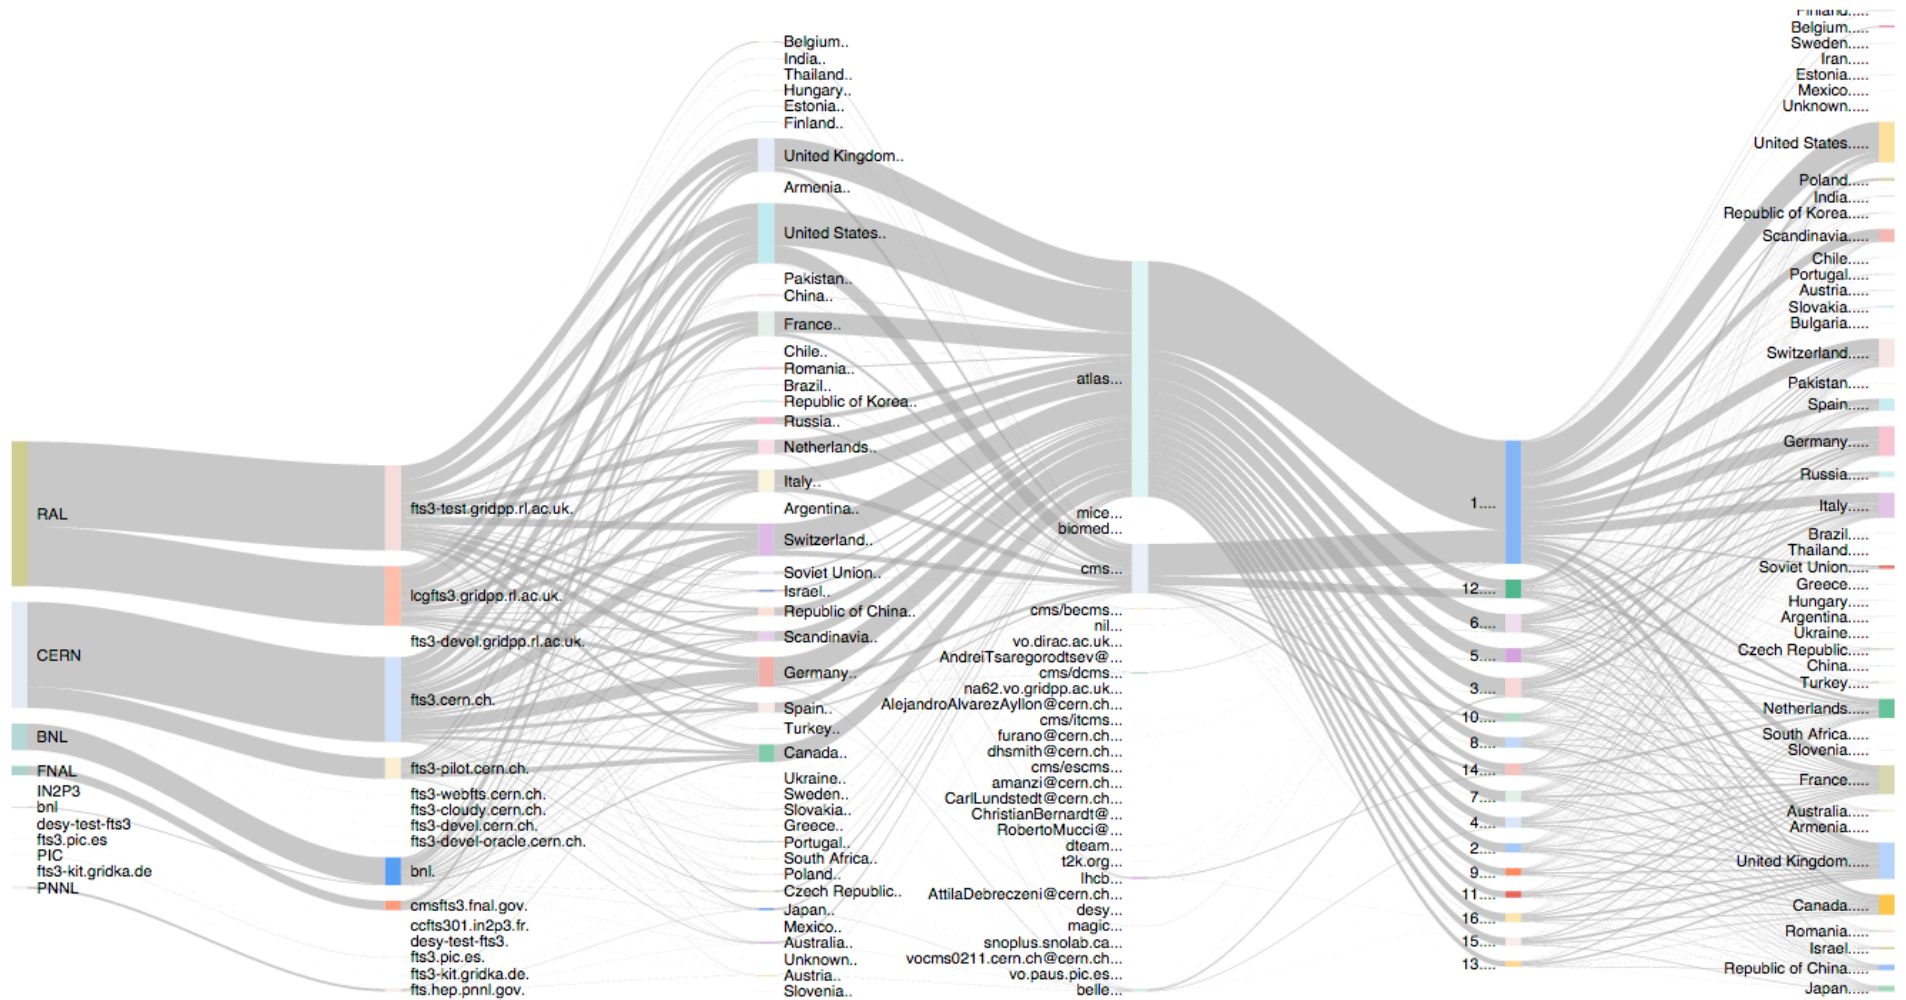 RAL
CERN
BNL
FNAL
IN2P3
bnl
desy-test-fts3
fts3.pic.es
PIC
fts3-kit.gridka.de
PNNL
fts3-test.gridpp.rl.ac.uk.
lcgfts3.gridpp.rl.ac.uk.
fts3-devel.gridpp.rl.ac.uk.
fts3.cern.ch.
fts3-pilot.cern.ch.
fts3-webfts.cern.ch.
fts3-cloudy.cern.ch.
fts3-devel.cern.ch.
fts3-devel-oracle.cern.ch.
bnl.
cmsfts3.fnal.gov.
ccfts301.in2p3.fr.
desy-test-fts3.
fts3.pic.es.
fts3-kit.gridka.de.
fts.hep.pnnl.gov.
Belgium..
India..
Thailand..
Hungary..
Estonia..
Finland..
United Kingdom..
Armenia..
United States..
Pakistan..
China..
France..
Chile..
Romania..
Brazil..
Republic of Korea..
Russia..
Netherlands..
Italy..
Argentina..
Switzerland..
Soviet Union..
Israel..
Republic of China..
Scandinavia..
Germany..
Spain..
Turkey..
Canada..
Ukraine..
Sweden..
Slovakia..
Greece..
Portugal..
South Africa..
Poland..
Czech Republic..
Japan..
Mexico..
Australia..
Unknown..
Austria..
Slovenia..
atlas...
mice...
biomed...
cms...
cms/becms...
nil...
vo.dirac.ac.uk...
AndreiTsaregorodtsev@...
cms/dcms...
na62.vo.gridpp.ac.uk...
AlejandroAlvarezAyllon@cern.ch...
cms/itcms...
furano@cern.ch...
dhsmith@cern.ch...
cms/escms...
amanzi@cern.ch...
CarlLundstedt@cern.ch...
ChristianBernardt@...
RobertoMucci@...
dteam...
t2k.org...
lhcb...
AttilaDebreczeni@cern.ch...
desy...
magic...
snoplus.snolab.ca...
vocms0211.cern.ch@cern.ch...
vo.paus.pic.es...
belle...
1....
12....
6....
5....
3....
10....
8....
14....
7....
4....
2....
9....
11....
16....
15....
13....
Finland.....
Belgium.....
Sweden.....
Iran.....
Estonia.....
Mexico.....
Unknown.....
United States.....
Poland.....
India.....
Republic of Korea.....
Scandinavia.....
Chile.....
Portugal.....
Austria.....
Slovakia.....
Bulgaria.....
Switzerland.....
Pakistan.....
Spain.....
Germany.....
Russia.....
Italy.....
Brazil.....
Thailand.....
Soviet Union.....
Greece.....
Hungary.....
Argentina.....
Ukraine.....
Czech Republic.....
China.....
Turkey.....
Netherlands.....
South Africa.....
Slovenia.....
France.....
Australia.....
Armenia.....
United Kingdom.....
Canada.....
Romania.....
Israel.....
Republic of China.....
Japan.....